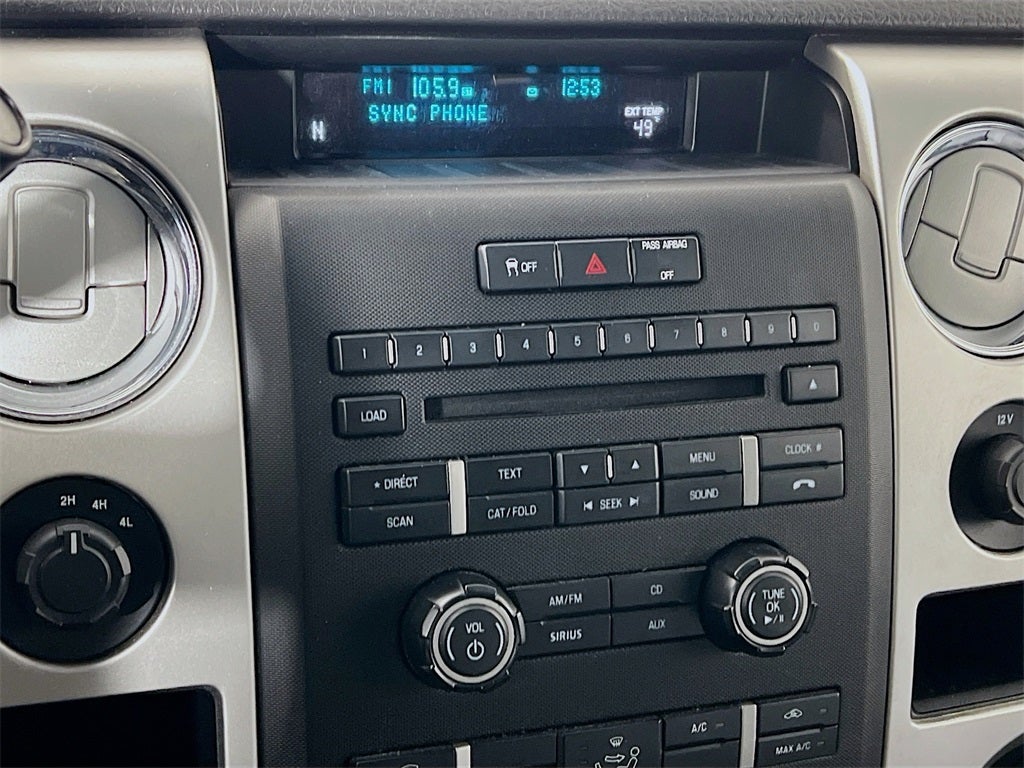 FM1 105.9 12:53
SYNC PHONE
EXT TEMP
N 49°
OFF
PASS AIRBAG
OFF
1 2 3 4 5 6 7 8 9 0
LOAD
* DIRÉCT TEXT MENU CLOCK #
SCAN CAT/FOLD SEEK SOUND
2H 4H 4L
12V
VOL
AM/FM CD
SIRIUS AUX
TUNE
OK
A/C
MAX A/C